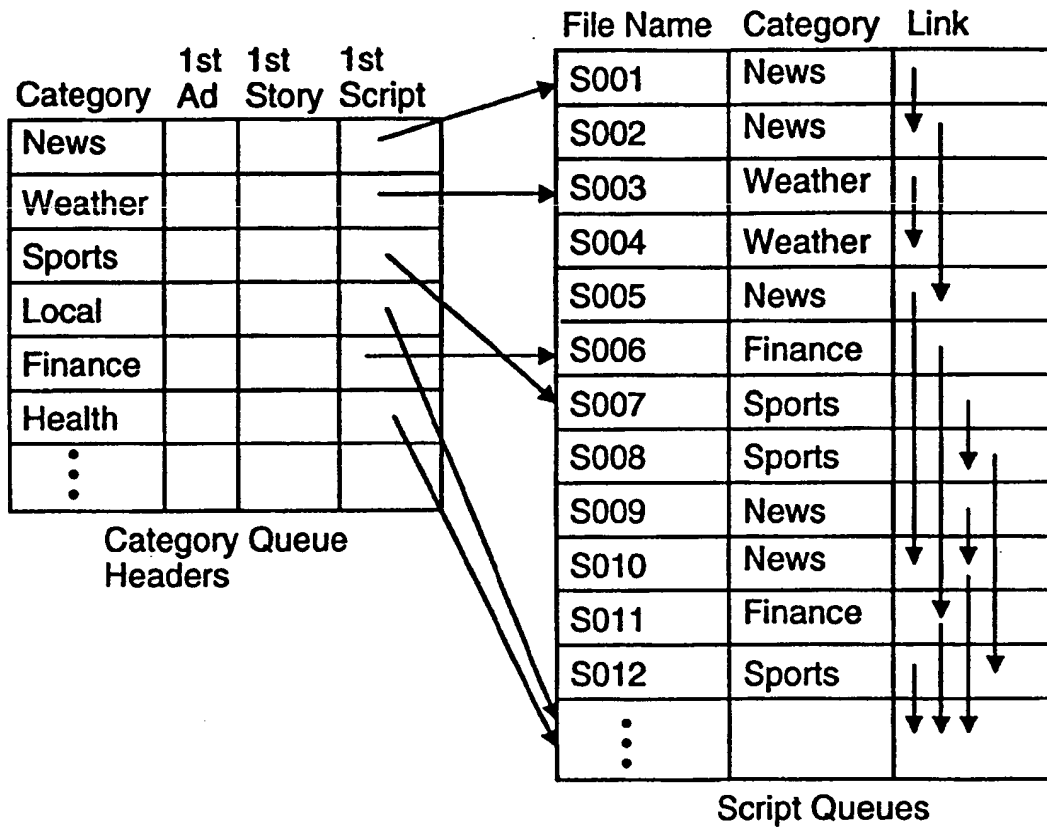 Category 1st Ad 1st Story 1st Script
News
Weather
Sports
Local
Finance
Health
Category Queue
Headers
File Name Category Link
S001 News
S002 News
S003 Weather
S004 Weather
S005 News
S006 Finance
S007 Sports
S008 Sports
S009 News
S010 News
S011 Finance
S012 Sports
Script Queues